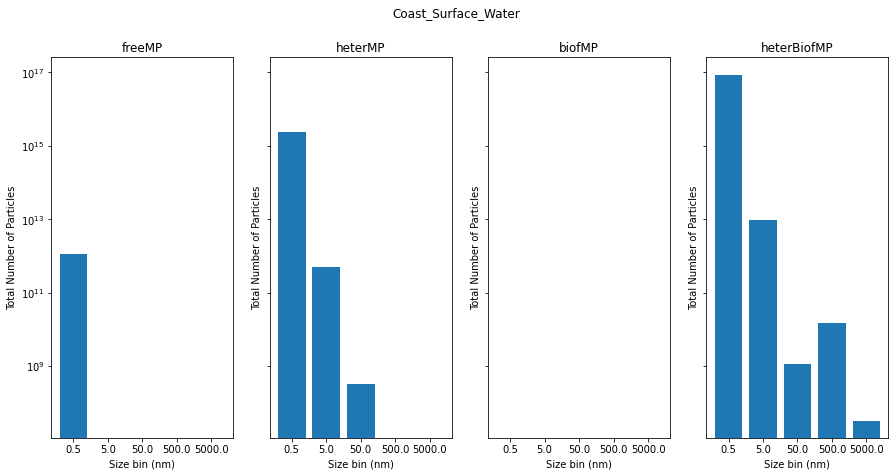 Coast_Surface_Water
freeMP
heterMP
biofMP
heterBiofMP
Total Number of Particles
10^17
10^15
10^13
10^11
10^9
0.5 5.0 50.0 500.0 5000.0
Size bin (nm)
Total Number of Particles
0.5 5.0 50.0 500.0 5000.0
Size bin (nm)
Total Number of Particles
0.5 5.0 50.0 500.0 5000.0
Size bin (nm)
Total Number of Particles
0.5 5.0 50.0 500.0 5000.0
Size bin (nm)